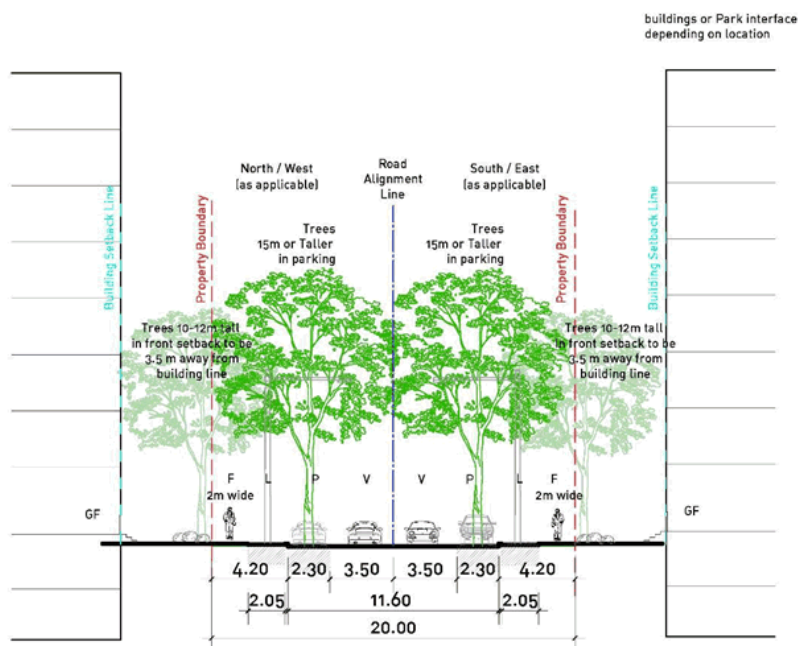 buildings or Park interface
depending on location
North / West
(as applicable)
Road
Alignment
Line
South / East
(as applicable)
Building Setback Line
Property Boundary
Property Boundary
Building Setback Line
Trees
15m or Taller
in parking
Trees
15m or Taller
in parking
Trees 10-12m tall
in front setback to be
3.5 m away from
building line
Trees 10-12m tall
in front setback to be
3.5 m away from
building line
F L P V V P L F
2m wide
2m wide
GF
GF
4.20 2.30 3.50 3.50 2.30 4.20
2.05 11.60 2.05
20.00